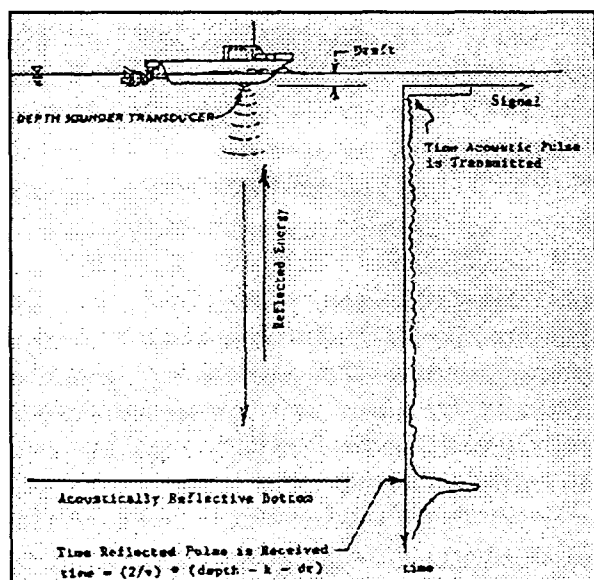 Draft
Signal
DEPTH SOUNDER TRANSDUCER
Time Acoustic Pulse
is Transmitted
Reflected Energy
Acoustically Reflective Bottom
Time Reflected Pulse is Received
time = (2/v) * (depth - k - dr)
time